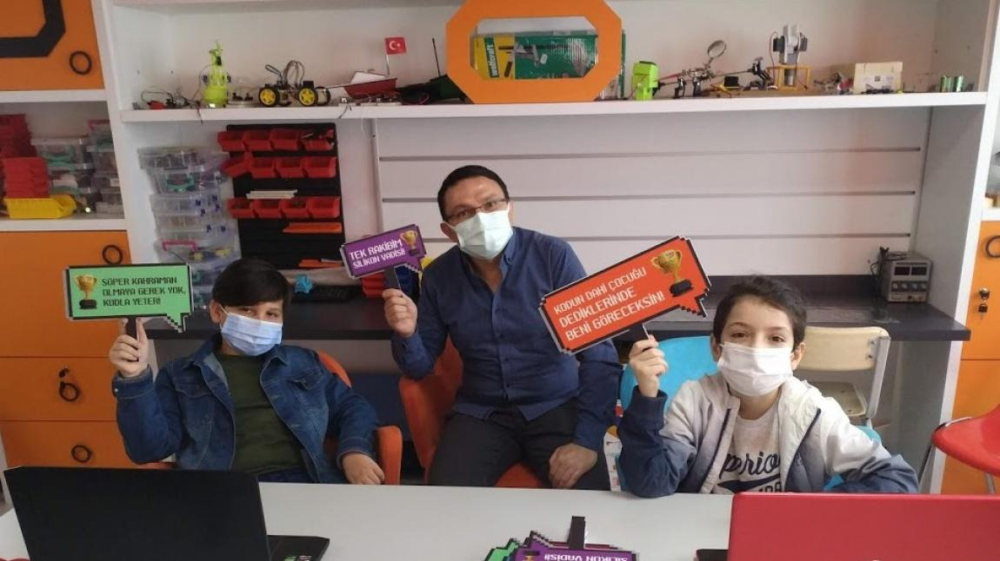 unicraft
SÜPER KAHRAMAN
OLMAYA GEREK YOK,
KODLA YETER!
TEK RAKİBİM
SİLİKON VADİSİ!
KODUN DAHİ ÇOCUĞU
DEDİKLERİNDE
BENİ GÖRECEKSİN!
SİLİKON VADİSİ!